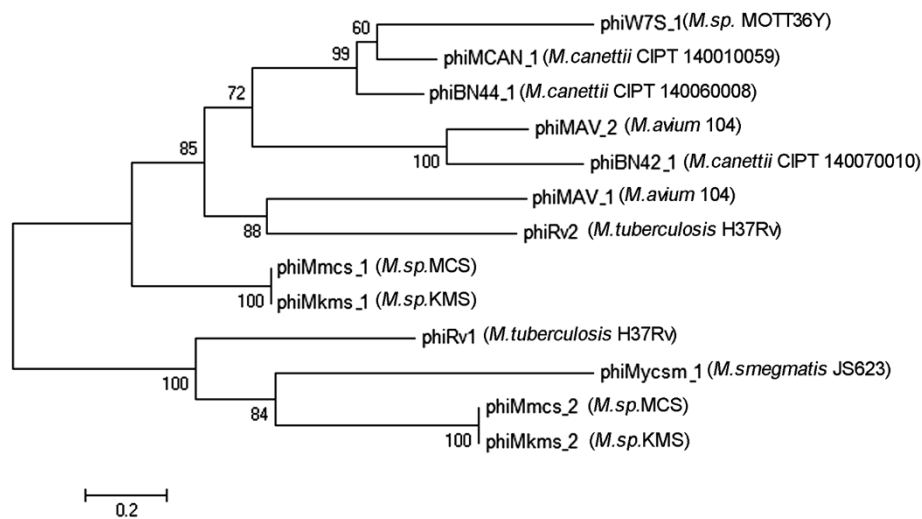 phiW7S_1(M.sp. MOTT36Y)
60
phiMCAN_1 (M.canettii CIPT 140010059)
99
phiBN44_1 (M.canettii CIPT 140060008)
72
phiMAV_2 (M.avium 104)
100
phiBN42_1 (M.canettii CIPT 140070010)
85
phiMAV_1 (M.avium 104)
88
phiRv2 (M.tuberculosis H37Rv)
phiMmcs_1 (M.sp.MCS)
100
phiMkms_1 (M.sp.KMS)
phiRv1 (M.tuberculosis H37Rv)
100
phiMycsm_1 (M.smegmatis JS623)
84
phiMmcs_2 (M.sp.MCS)
100
phiMkms_2 (M.sp.KMS)
0.2